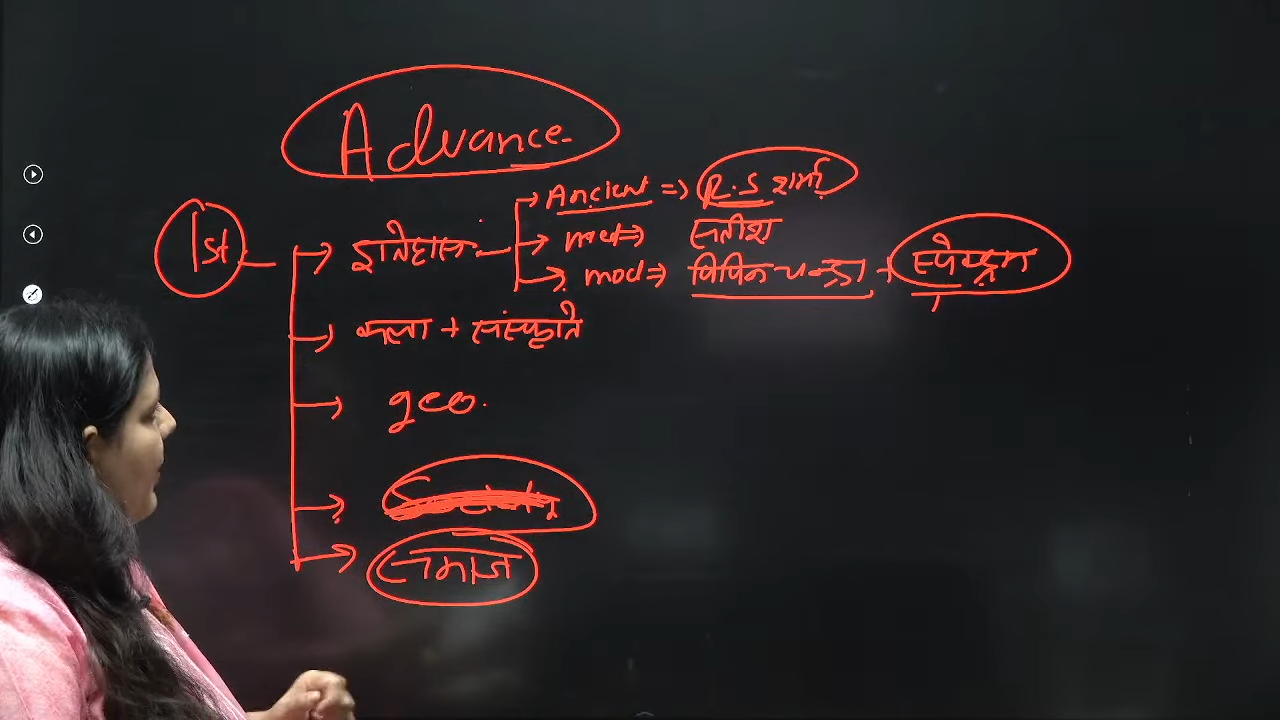 Advance
1st
Ancient => R.S शर्मा
इतिहास
med => सतीश
mod => विपिन चन्द्रा + स्पेक्ट्रम
कला + संस्कृति
geo.
समाज